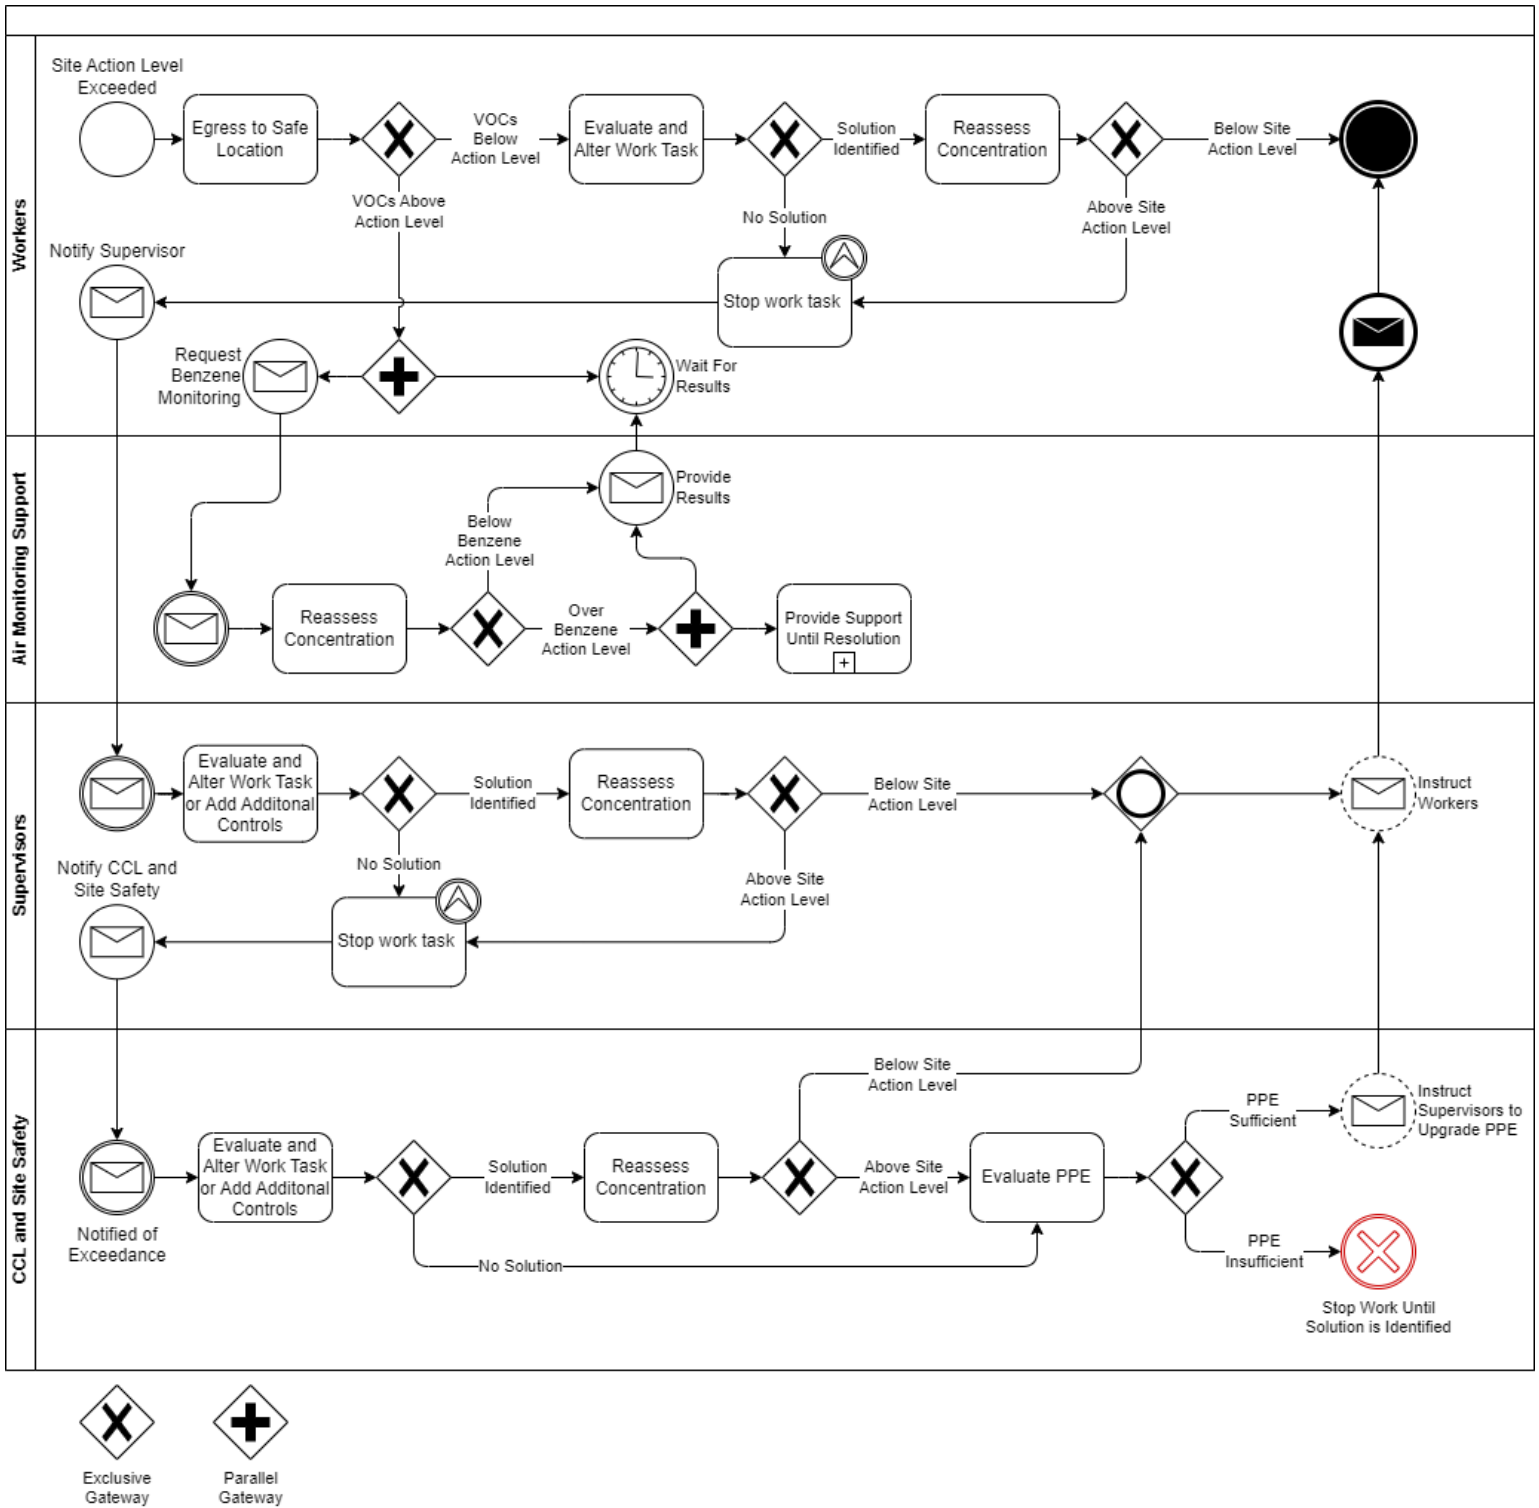 Workers
Site Action Level
Exceeded
Egress to Safe
Location
VOCs
Below
Action Level
Evaluate and
Alter Work Task
Solution
Identified
Reassess
Concentration
Below Site
Action Level
VOCs Above
Action Level
No Solution
Above Site
Action Level
Notify Supervisor
Stop work task
Request
Benzene
Monitoring
Wait For
Results
Air Monitoring Support
Provide
Results
Below
Benzene
Action Level
Reassess
Concentration
Over
Benzene
Action Level
Provide Support
Until Resolution
Supervisors
Evaluate and
Alter Work Task
or Add Additonal
Controls
Solution
Identified
Reassess
Concentration
Below Site
Action Level
Instruct
Workers
No Solution
Above Site
Action Level
Notify CCL and
Site Safety
Stop work task
CCL and Site Safety
Below Site
Action Level
Evaluate and
Alter Work Task
or Add Additonal
Controls
Solution
Identified
Reassess
Concentration
Above Site
Action Level
Evaluate PPE
PPE
Sufficient
Instruct
Supervisors to
Upgrade PPE
Notified of
Exceedance
No Solution
PPE
Insufficient
Stop Work Until
Solution is Identified
Exclusive
Gateway
Parallel
Gateway